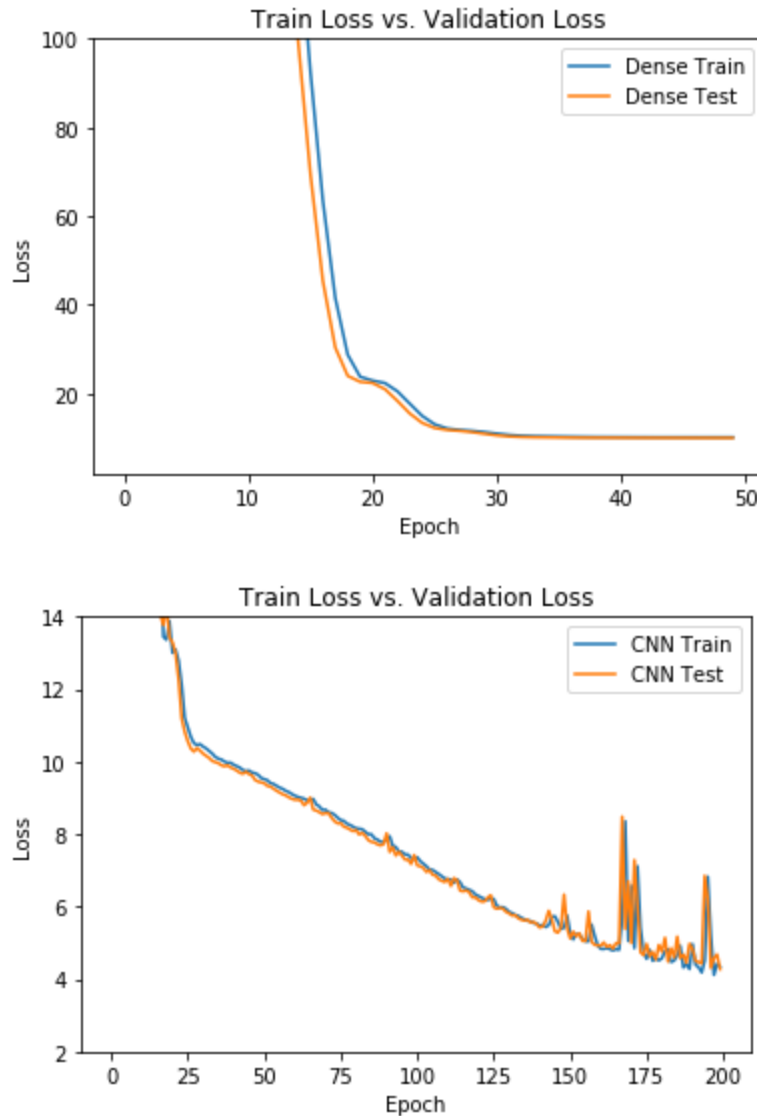 Train Loss vs. Validation Loss
100
80
60
40
20
Loss
Dense Train
Dense Test
0 10 20 30 40 50
Epoch
Train Loss vs. Validation Loss
14
12
10
8
6
4
2
Loss
CNN Train
CNN Test
0 25 50 75 100 125 150 175 200
Epoch